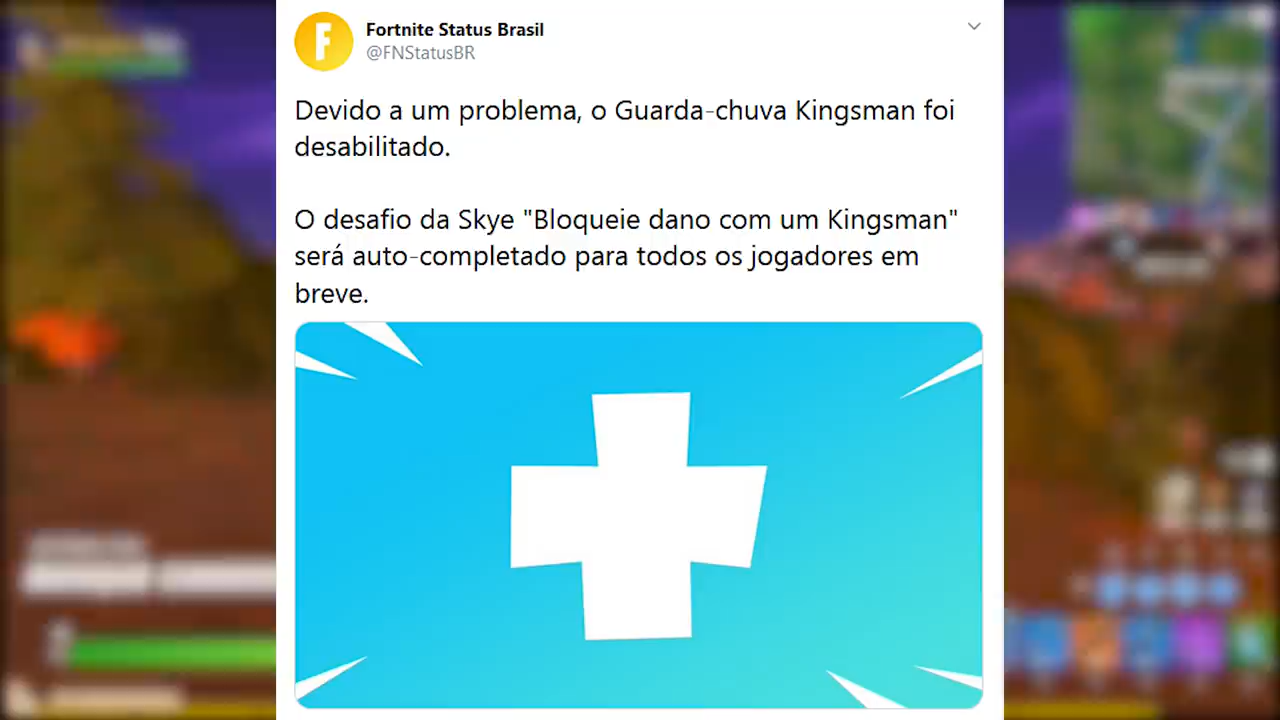 Fortnite Status Brasil
@FNStatusBR
Devido a um problema, o Guarda-chuva Kingsman foi
desabilitado.
O desafio da Skye "Bloqueie dano com um Kingsman"
será auto-completado para todos os jogadores em
breve.